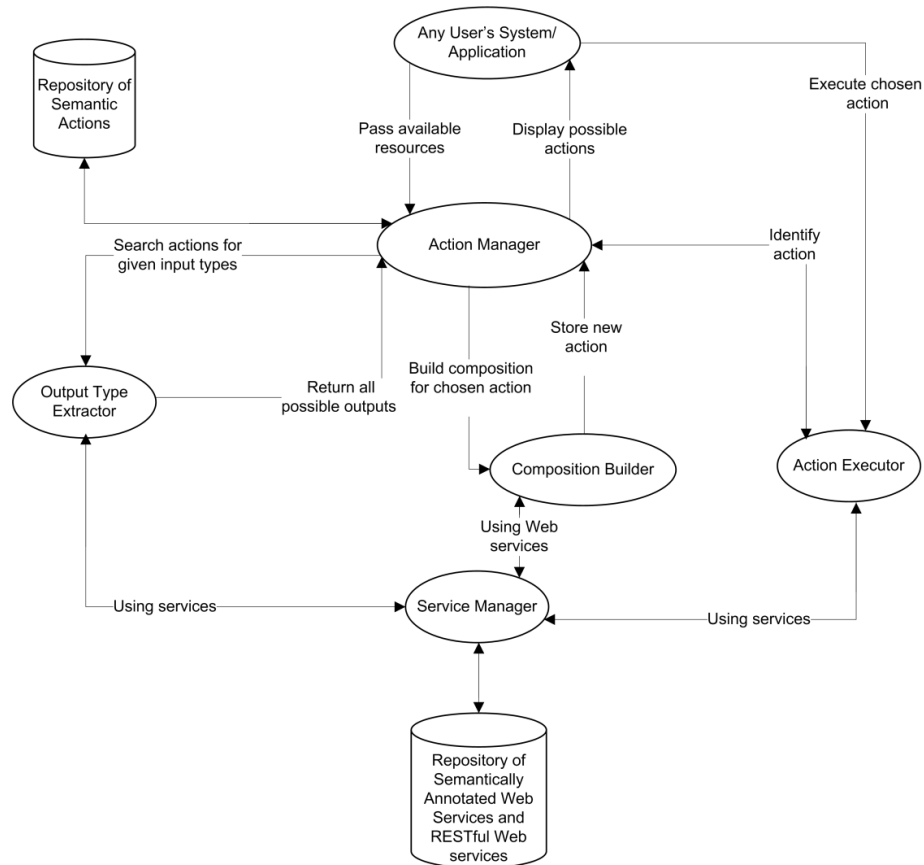 Any User's System/
Application
Repository of
Semantic
Actions
Execute chosen
action
Pass available
resources
Display possible
actions
Action Manager
Search actions for
given input types
Identify
action
Store new
action
Build composition
for chosen action
Return all
possible outputs
Output Type
Extractor
Composition Builder
Action Executor
Using Web
services
Using services
Service Manager
Using services
Repository of
Semantically
Annotated Web
Services and
RESTful Web
services